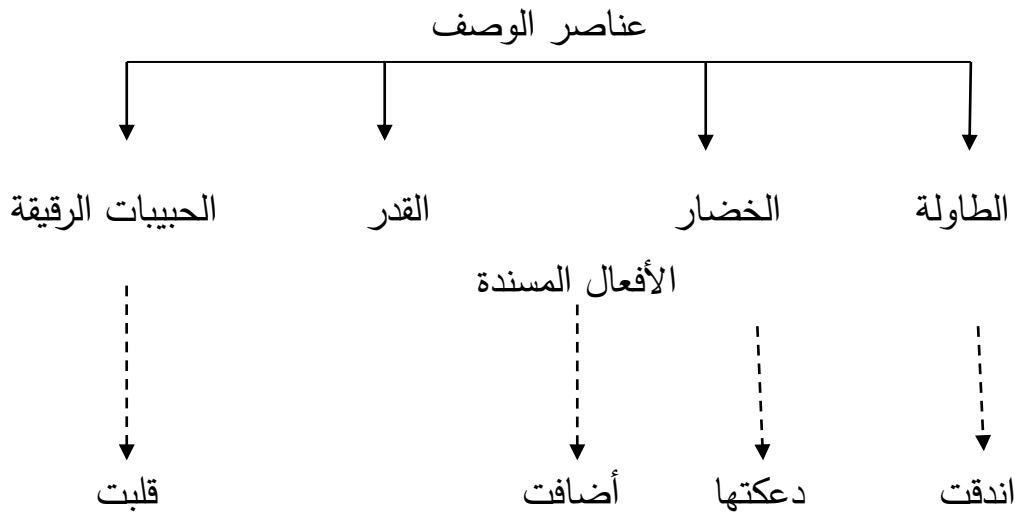 عناصر الوصف
الطاولة الخضار القدر الحبيبات الرقيقة
الأفعال المسندة
اندقت دعكتها أضافت قلبت